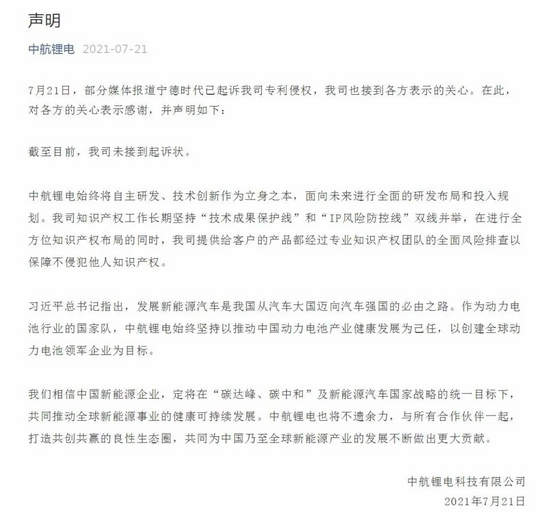 声明
中航锂电 2021-07-21
7月21日，部分媒体报道宁德时代已起诉我司专利侵权，我司也接到各方表示的关心。在此，
对各方的关心表示感谢，并声明如下：
截至目前，我司未接到起诉状。
中航锂电始终将自主研发、技术创新作为立身之本，面向未来进行全面的研发布局和投入规
划。我司知识产权工作长期坚持“技术成果保护线”和“IP风险防控线”双线并举，在进行全
方位知识产权布局的同时，我司提供给客户的产品都经过专业知识产权团队的全面风险排查以
保障不侵犯他人知识产权。
习近平总书记指出，发展新能源汽车是我国从汽车大国迈向汽车强国的必由之路。作为动力电
池行业的国家队，中航锂电始终坚持以推动中国动力电池产业健康发展为己任，以创建全球动
力电池领军企业为目标。
我们相信中国新能源企业，定将在“碳达峰、碳中和”及新能源汽车国家战略的统一目标下，
共同推动全球新能源事业的健康可持续发展。中航锂电也将不遗余力，与所有合作伙伴一起，
打造共创共赢的良性生态圈，共同为中国乃至全球新能源产业的发展不断做出更大贡献。
中航锂电科技有限公司
2021年7月21日